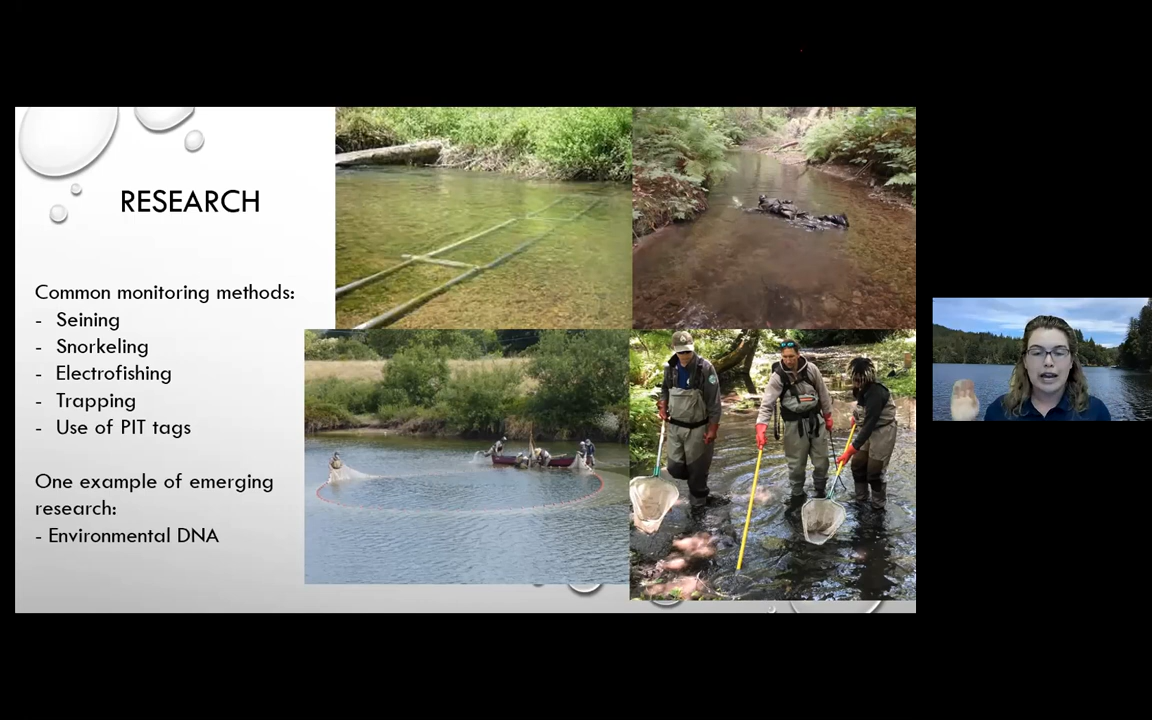 RESEARCH
Common monitoring methods:
- Seining
- Snorkeling
- Electrofishing
- Trapping
- Use of PIT tags
One example of emerging
research:
- Environmental DNA